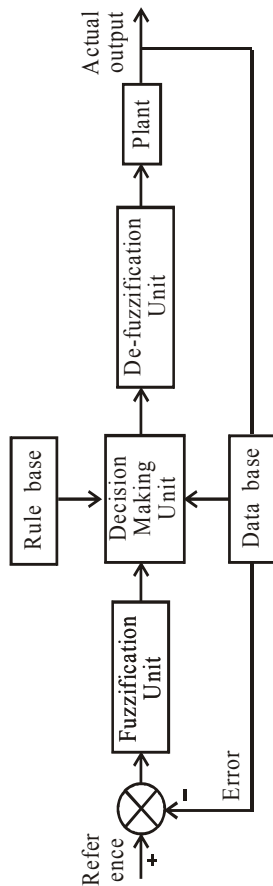 Refer
ence
+
-
Error
Fuzzification
Unit
Rule base
Decision
Making
Unit
Data base
De-fuzzification
Unit
Plant
Actual
output